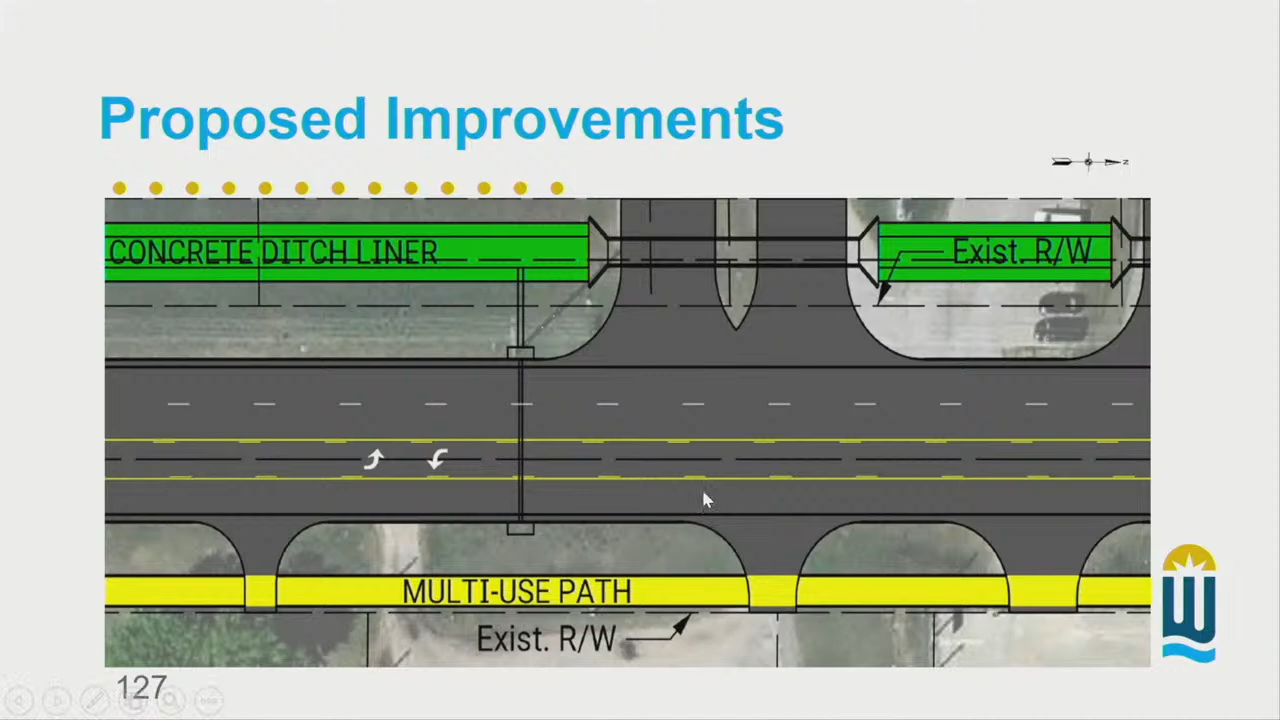 Proposed Improvements
N
CONCRETE DITCH LINER
Exist. R/W
MULTI-USE PATH
Exist. R/W
W
127